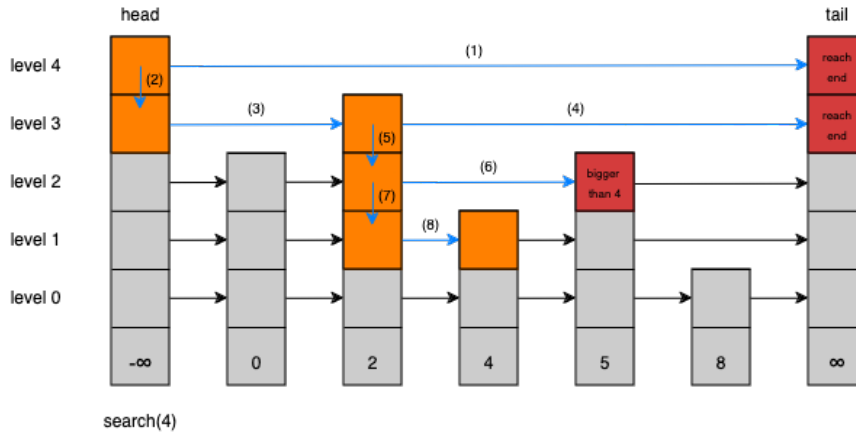 head
tail
level 4
(1)
reach
end
(2)
level 3
(3)
(4)
reach
end
(5)
level 2
(6)
bigger
than 4
(7)
level 1
(8)
level 0
-∞
0
2
4
5
8
∞
search(4)